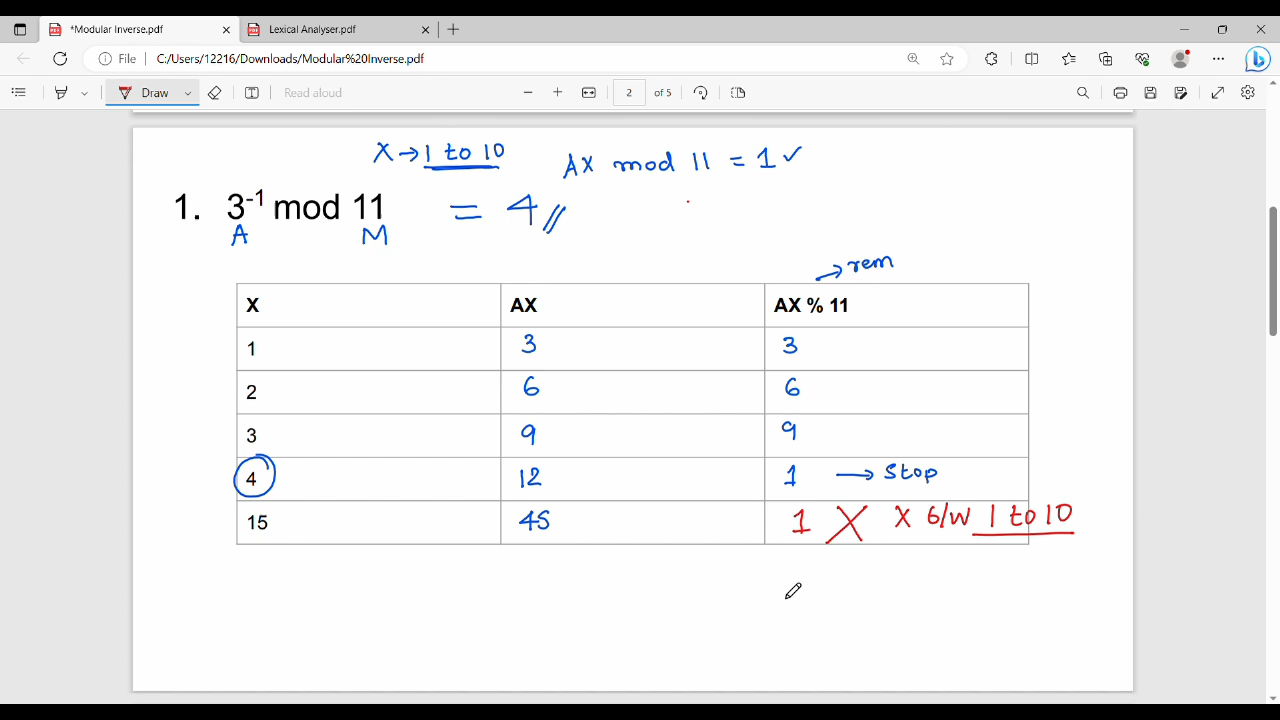 *Modular Inverse.pdf
Lexical Analyser.pdf
File
C:/Users/12216/Downloads/Modular%20Inverse.pdf
Draw
Read aloud
2 of 5
X → 1 to 10
AX mod 11 = 1 ✓
1. 3⁻¹ mod 11 = 4 //
A M
→ rem
X AX AX % 11
1 3 3
2 6 6
3 9 9
4 12 1 → Stop
15 45 1 X X b/w 1 to 10